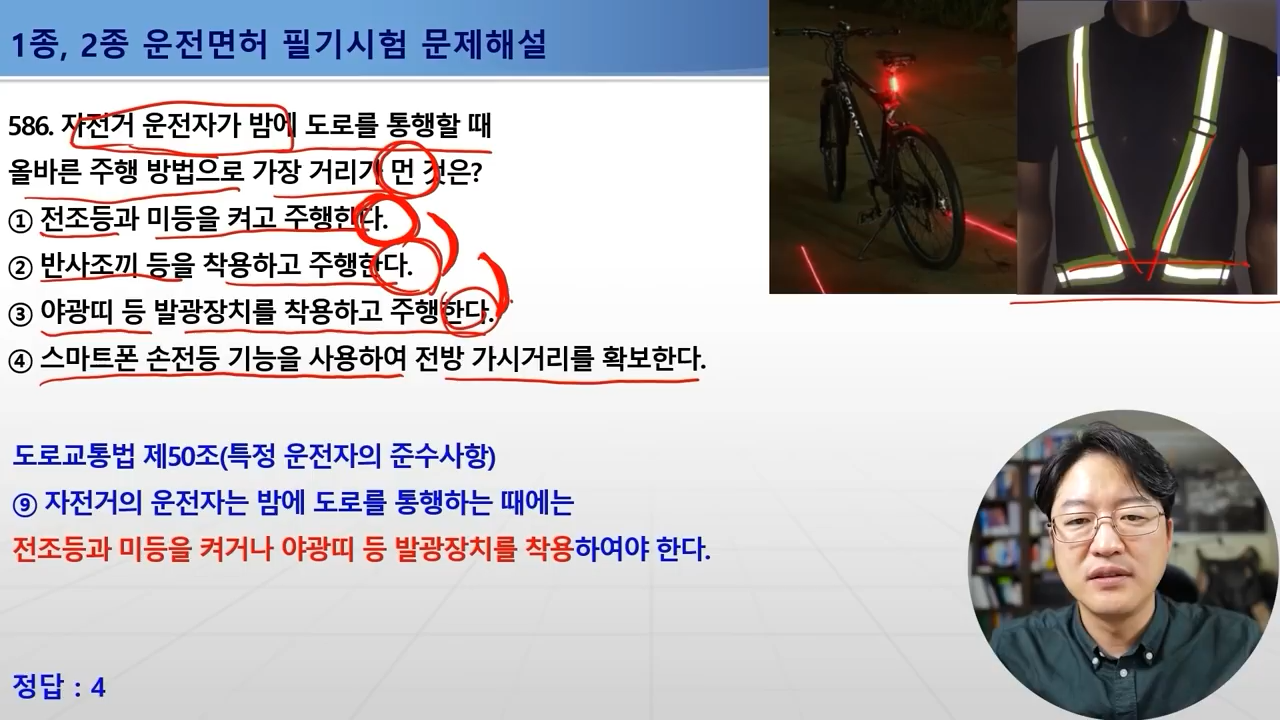 1종, 2종 운전면허 필기시험 문제해설
586. 자전거 운전자가 밤에 도로를 통행할 때
올바른 주행 방법으로 가장 거리가 먼 것은?
① 전조등과 미등을 켜고 주행한다.
② 반사조끼 등을 착용하고 주행한다.
③ 야광띠 등 발광장치를 착용하고 주행한다.
④ 스마트폰 손전등 기능을 사용하여 전방 가시거리를 확보한다.
도로교통법 제50조(특정 운전자의 준수사항)
⑨ 자전거의 운전자는 밤에 도로를 통행하는 때에는
전조등과 미등을 켜거나 야광띠 등 발광장치를 착용하여야 한다.
정답 : 4